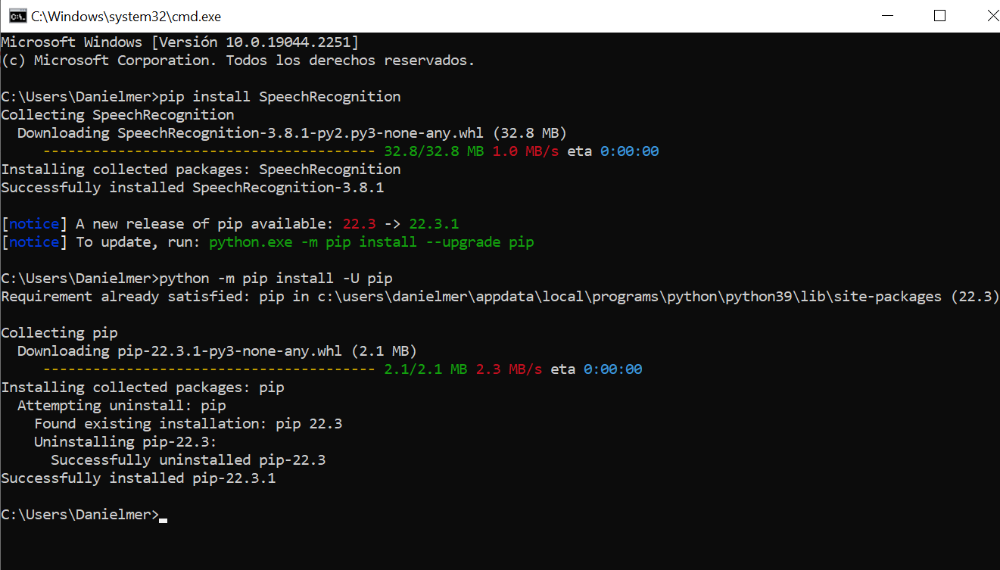 C:\Windows\system32\cmd.exe
Microsoft Windows [Versión 10.0.19044.2251]
(c) Microsoft Corporation. Todos los derechos reservados.
C:\Users\Danielmer>pip install SpeechRecognition
Collecting SpeechRecognition
  Downloading SpeechRecognition-3.8.1-py2.py3-none-any.whl (32.8 MB)
     ---------------------------------------- 32.8/32.8 MB 1.0 MB/s eta 0:00:00
Installing collected packages: SpeechRecognition
Successfully installed SpeechRecognition-3.8.1
[notice] A new release of pip available: 22.3 -> 22.3.1
[notice] To update, run: python.exe -m pip install --upgrade pip
C:\Users\Danielmer>python -m pip install -U pip
Requirement already satisfied: pip in c:\users\danielmer\appdata\local\programs\python\python39\lib\site-packages (22.3)
Collecting pip
  Downloading pip-22.3.1-py3-none-any.whl (2.1 MB)
     ---------------------------------------- 2.1/2.1 MB 2.3 MB/s eta 0:00:00
Installing collected packages: pip
  Attempting uninstall: pip
    Found existing installation: pip 22.3
    Uninstalling pip-22.3:
      Successfully uninstalled pip-22.3
Successfully installed pip-22.3.1
C:\Users\Danielmer>